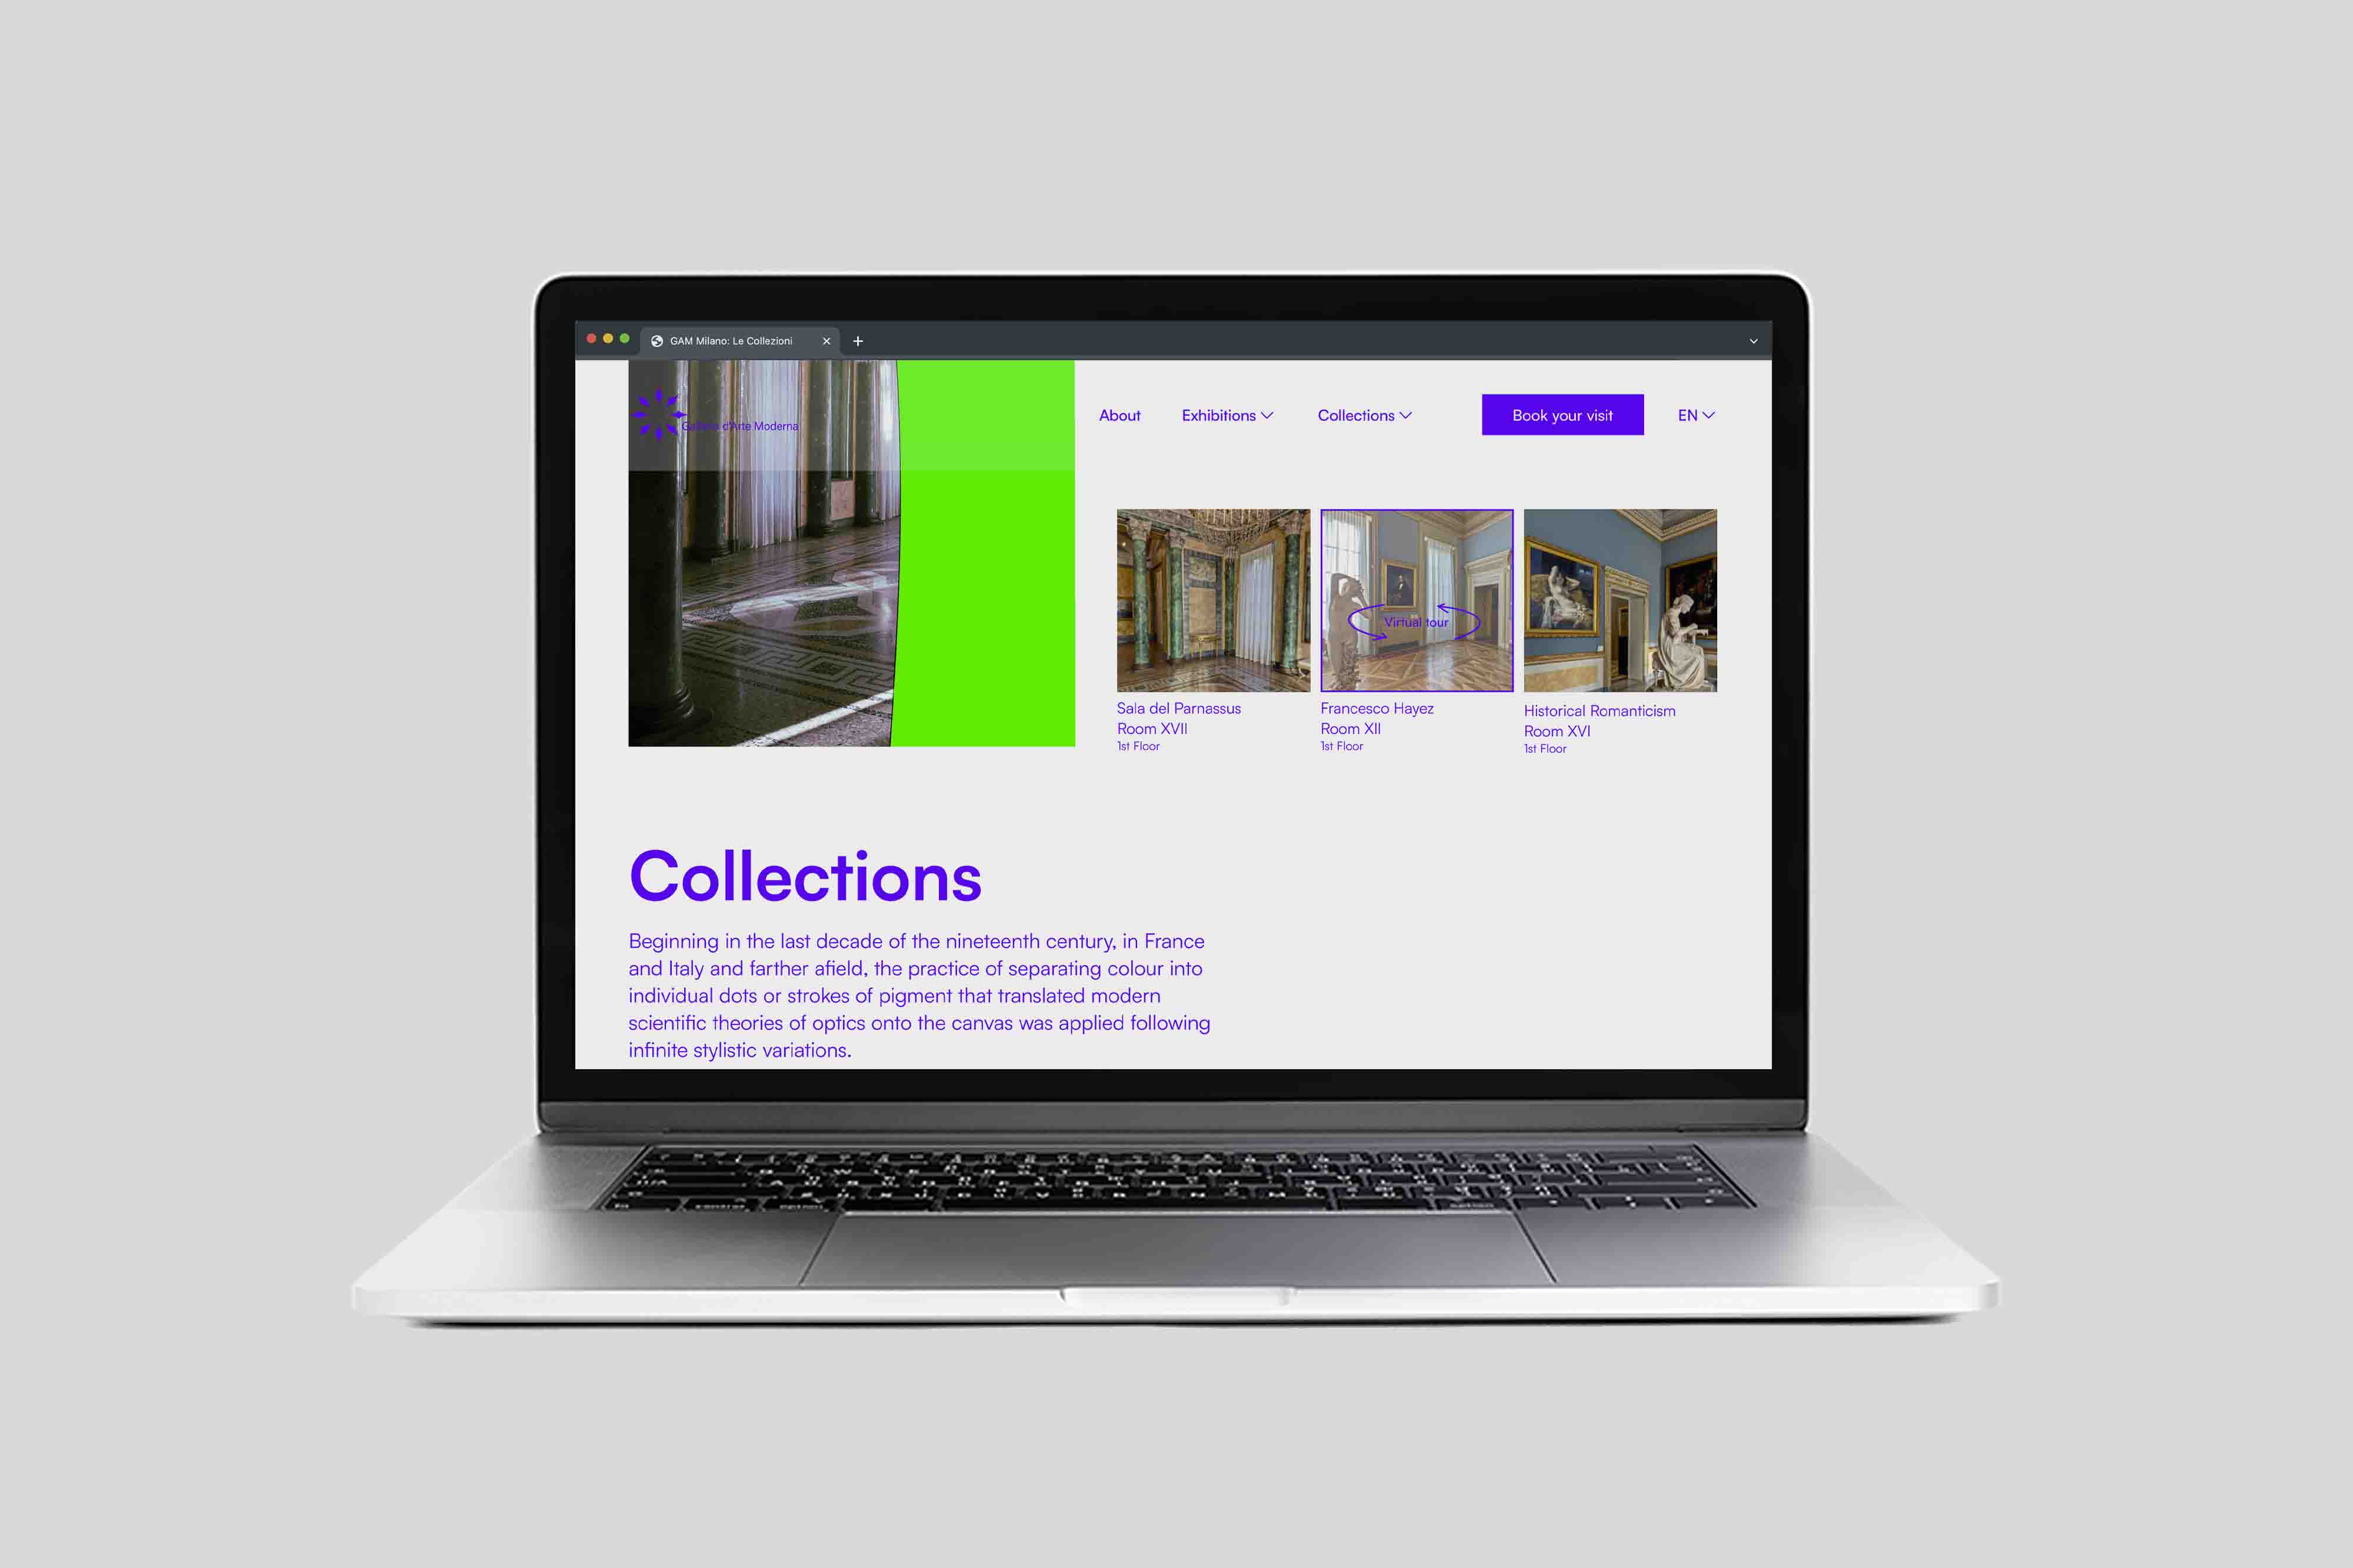 GAM Milano: Le Collezioni
Galleria d'Arte Moderna
About
Exhibitions
Collections
Book your visit
EN
Virtual tour
Sala del Parnassus
Room XVII
1st Floor
Francesco Hayez
Room XII
1st Floor
Historical Romanticism
Room XVI
1st Floor
Collections
Beginning in the last decade of the nineteenth century, in France
and Italy and farther afield, the practice of separating colour into
individual dots or strokes of pigment that translated modern
scientific theories of optics onto the canvas was applied following
infinite stylistic variations.
control
option
option